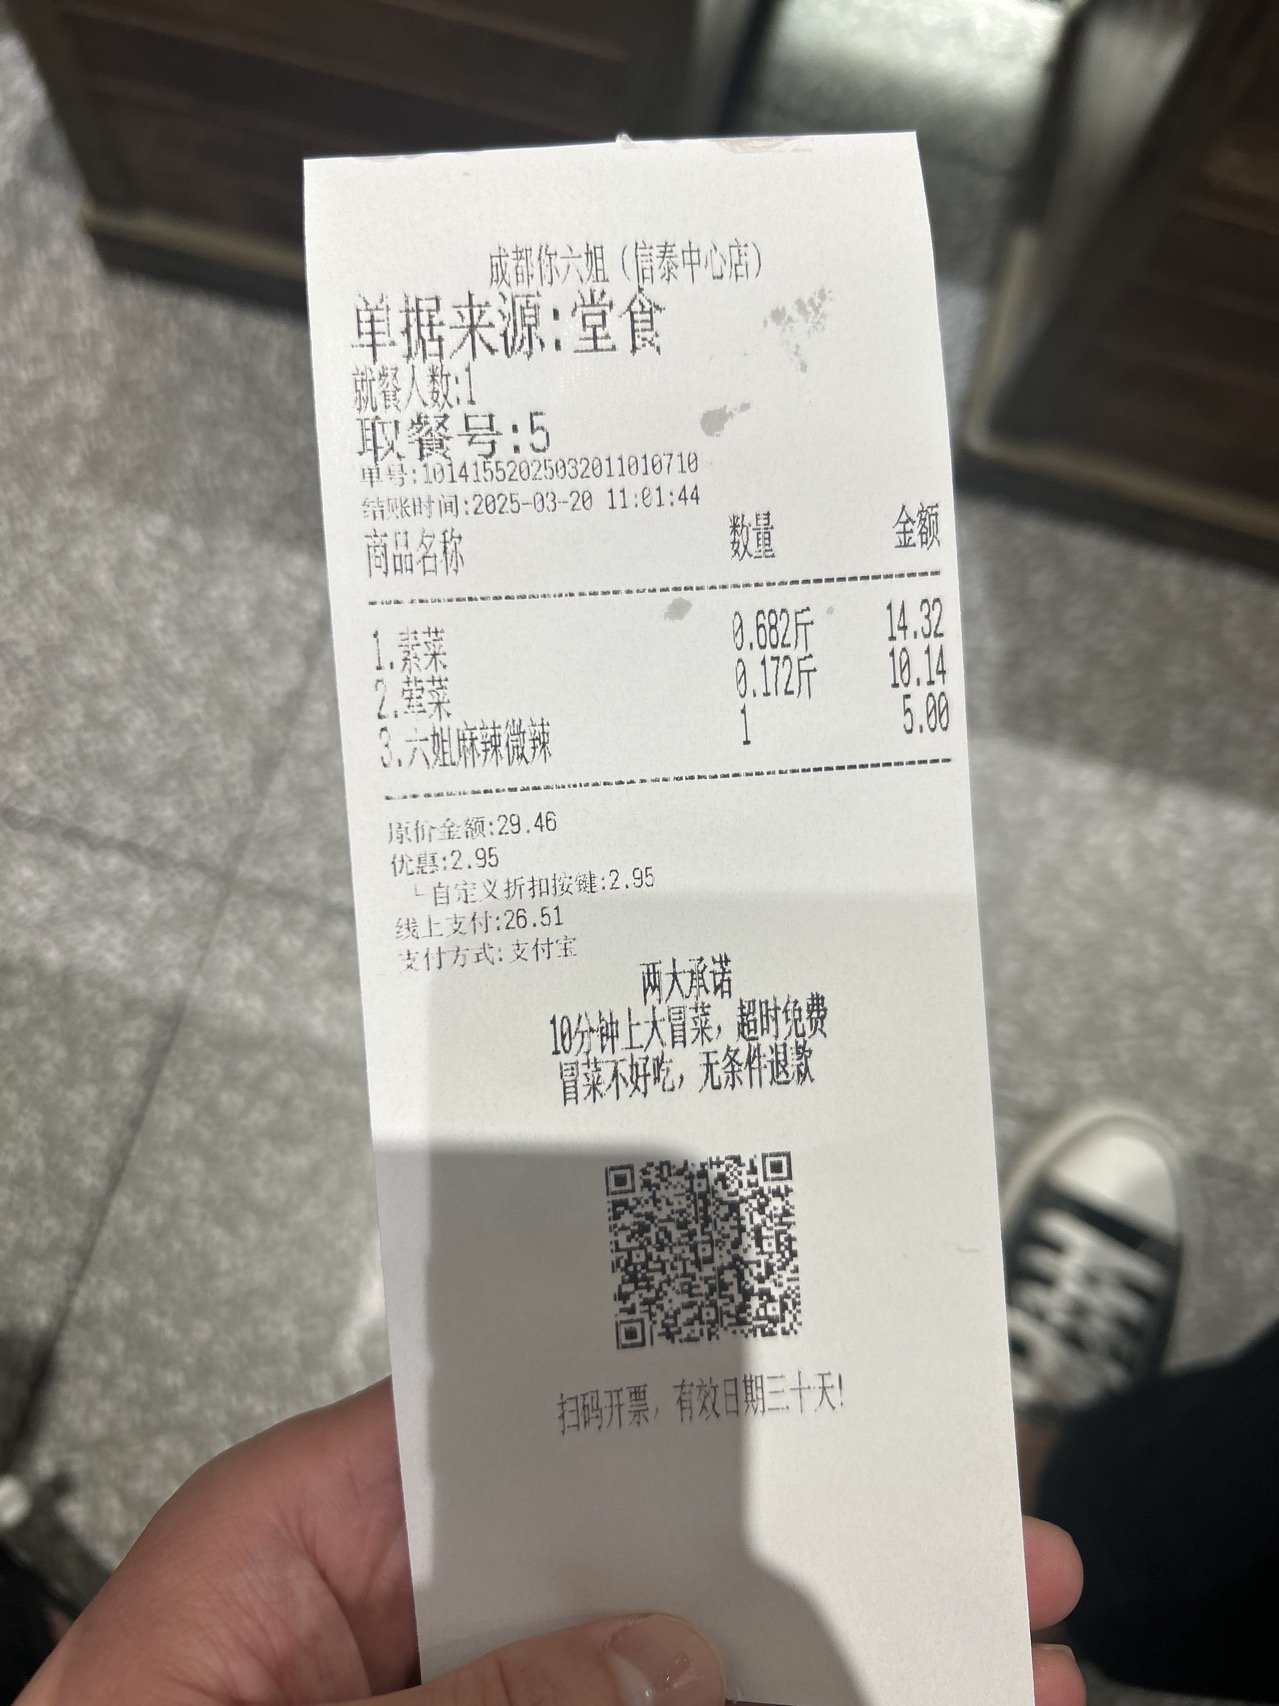 成都你六姐（信泰中心店）
单据来源:堂食
就餐人数:1
取餐号:5
单号:10141552025032011010710
结账时间:2025-03-20 11:01:44
商品名称 数量 金额
1.素菜 0.682斤 14.32
2.荤菜 0.172斤 10.14
3.六姐麻辣微辣 1 5.00
原价金额:29.46
优惠:2.95
└自定义折扣按键:2.95
线上支付:26.51
支付方式:支付宝
两大承诺
10分钟上大冒菜，超时免费
冒菜不好吃，无条件退款
扫码开票，有效日期三十天!